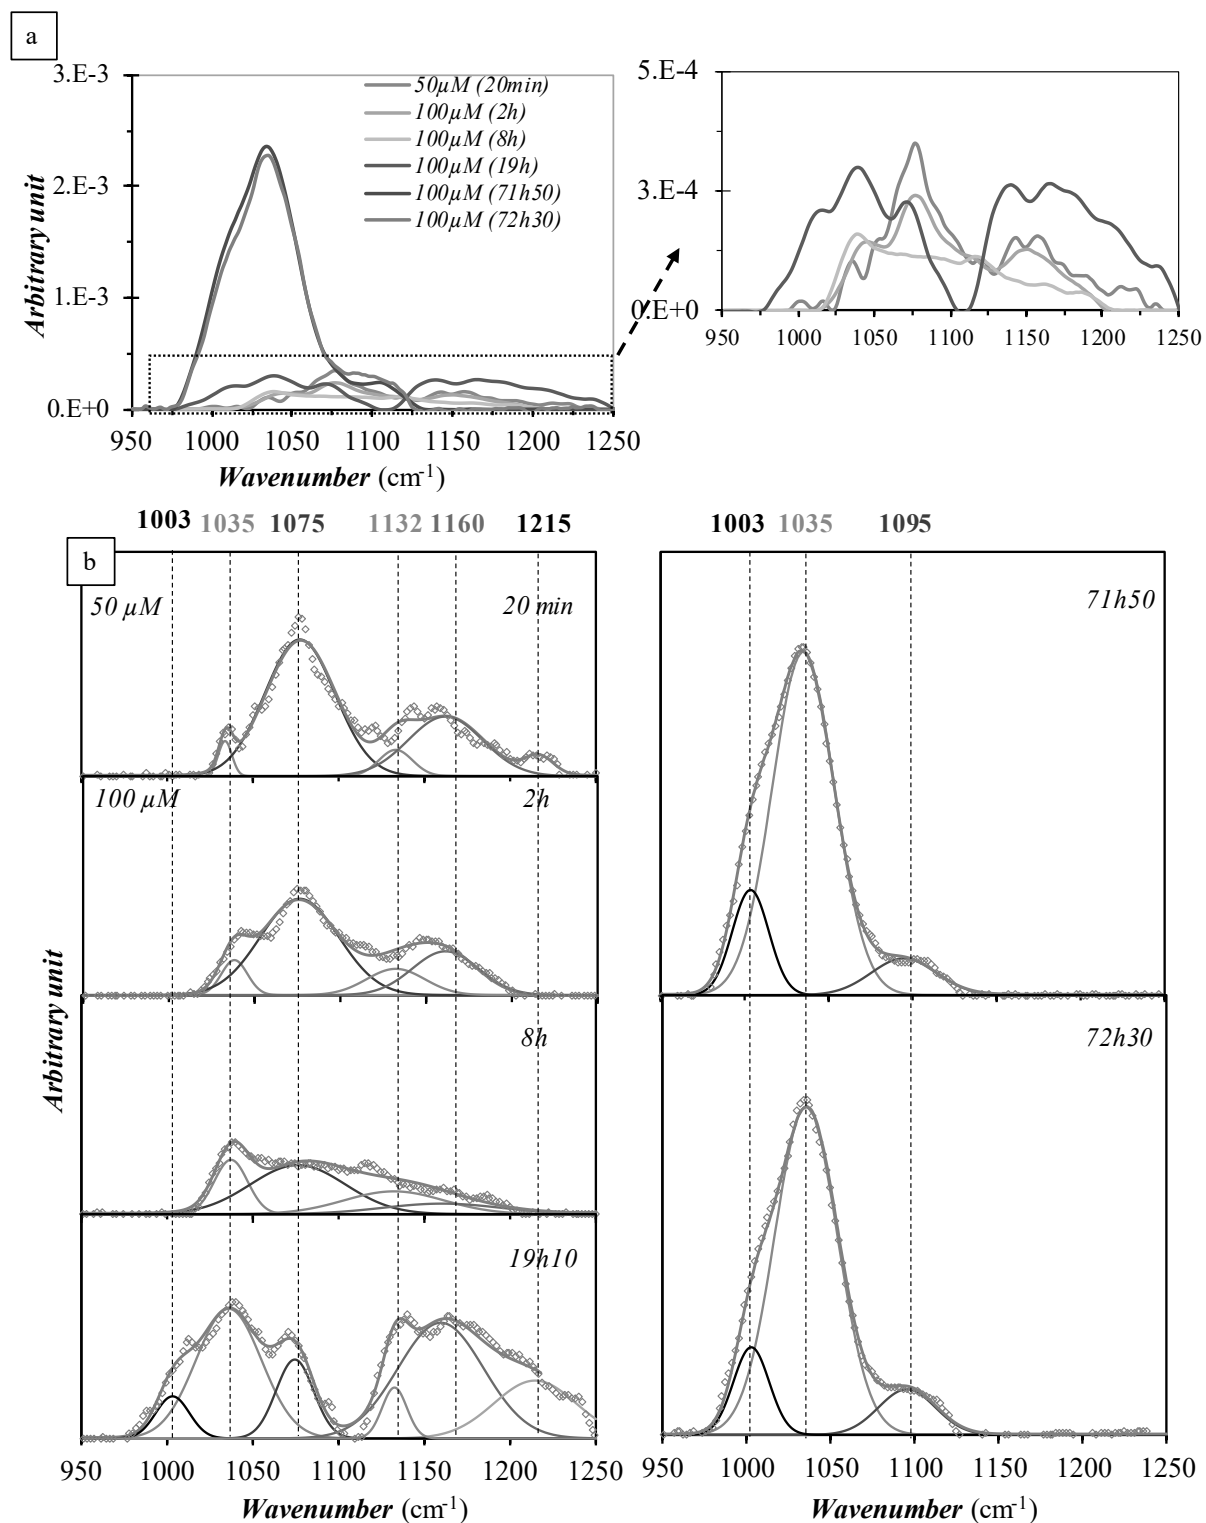 a
3.E-3
2.E-3
1.E-3
0.E+0
Arbitrary unit
50µM (20min)
100µM (2h)
100µM (8h)
100µM (19h)
100µM (71h50)
100µM (72h30)
950 1000 1050 1100 1150 1200 1250
Wavenumber (cm-1)
5.E-4
3.E-4
0.E+0
950 1000 1050 1100 1150 1200 1250
b
Arbitrary unit
1003 1035 1075 1132 1160 1215
50 µM 20 min
100 µM 2h
8h
19h10
950 1000 1050 1100 1150 1200 1250
Wavenumber (cm-1)
1003 1035 1095
71h50
72h30
950 1000 1050 1100 1150 1200 1250
Wavenumber (cm-1)